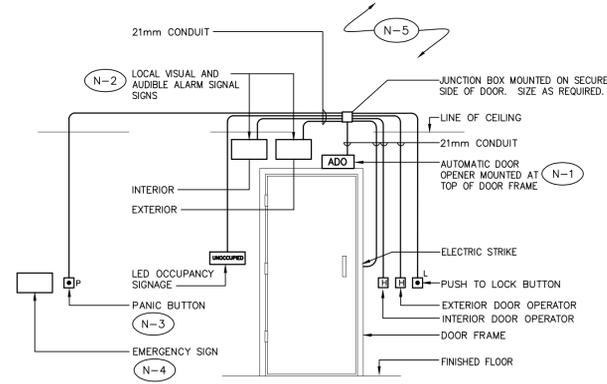 21mm CONDUIT
N-5
N-2
LOCAL VISUAL AND
AUDIBLE ALARM SIGNAL
SIGNS
JUNCTION BOX MOUNTED ON SECURE
SIDE OF DOOR. SIZE AS REQUIRED.
LINE OF CEILING
21mm CONDUIT
ADO
AUTOMATIC DOOR
OPENER MOUNTED AT
TOP OF DOOR FRAME
N-1
INTERIOR
EXTERIOR
UNOCCUPIED
ELECTRIC STRIKE
LED OCCUPANCY
SIGNAGE
P
H
H
L
PUSH TO LOCK BUTTON
PANIC BUTTON
N-3
EXTERIOR DOOR OPERATOR
INTERIOR DOOR OPERATOR
DOOR FRAME
EMERGENCY SIGN
N-4
FINISHED FLOOR